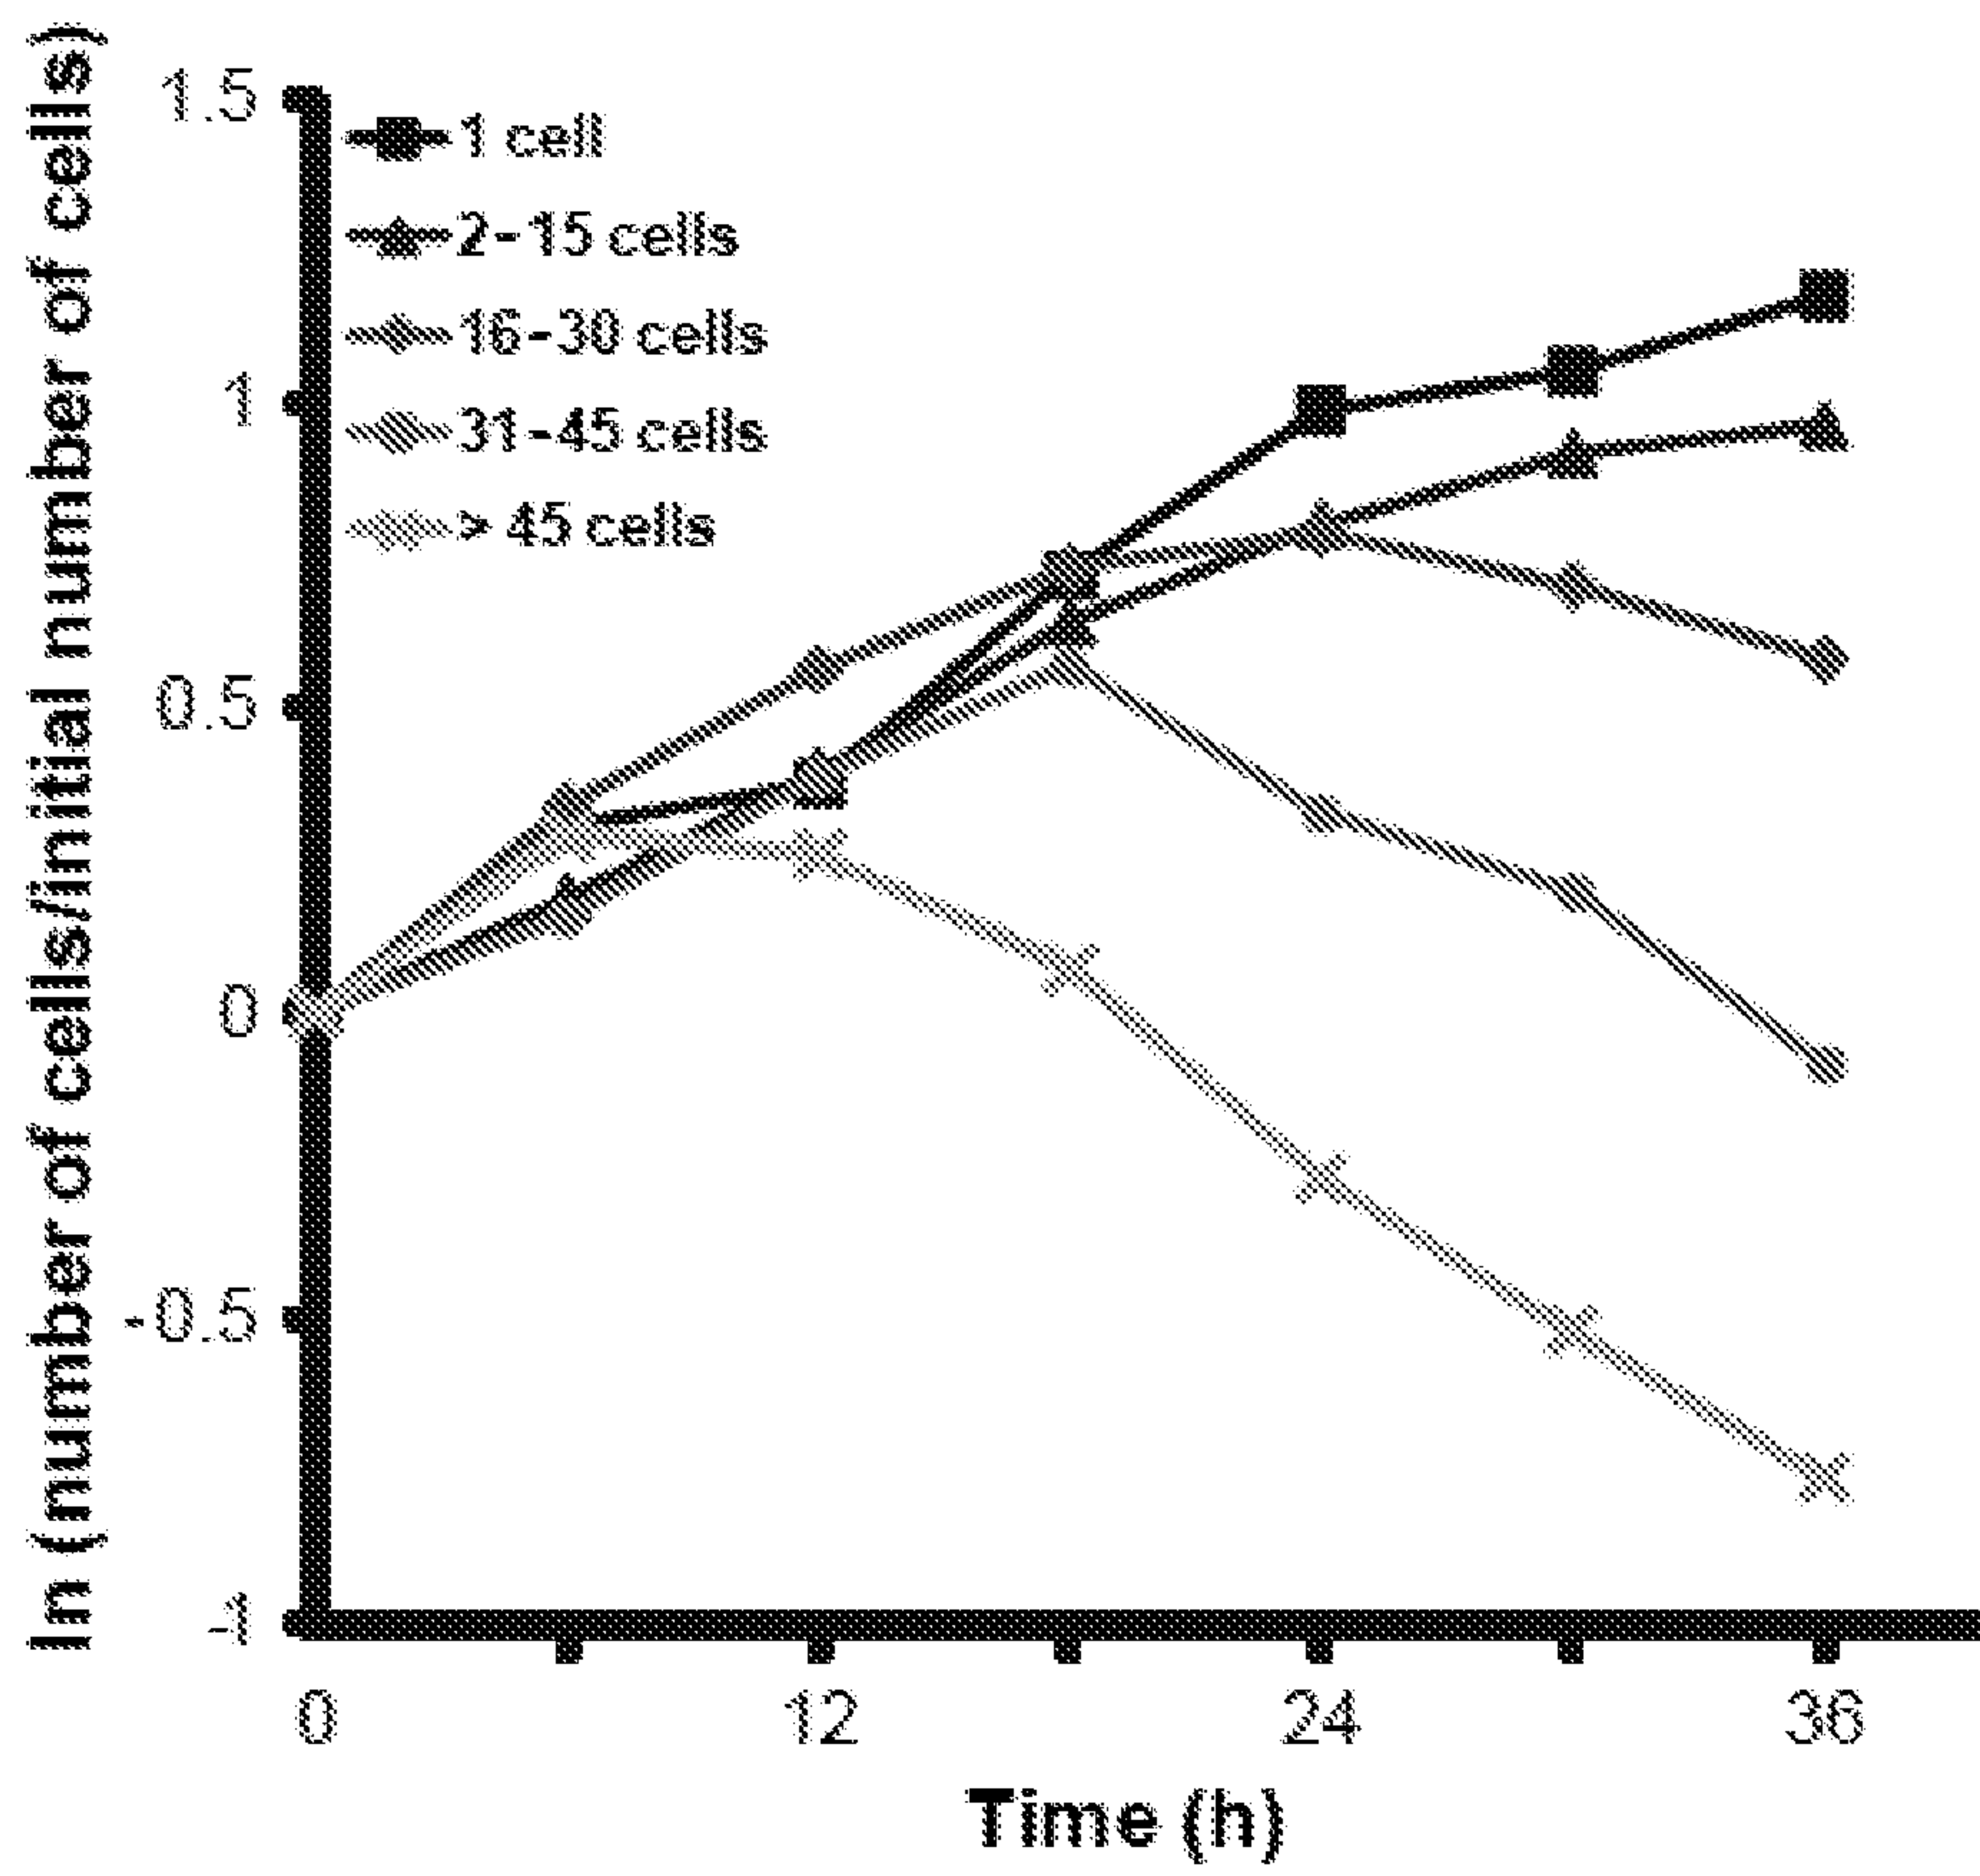 ln (number of cells/initial number of cells)
1.5
1
0.5
0
-0.5
-1
1 cell
2-15 cells
16-30 cells
31-45 cells
> 45 cells
0 12 24 36
Time (h)